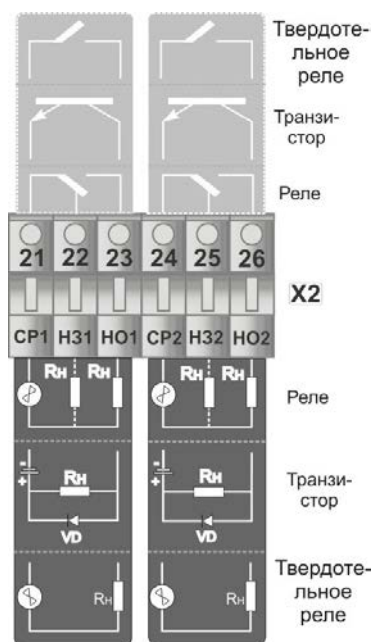 Твердоте-
льное
реле
Транзи-
стор
Реле
21 22 23 24 25 26
X2
СР1 НЗ1 НО1 СР2 НЗ2 НО2
Rн Rн Rн Rн
Реле
- -
Rн Rн
+ +
VD VD
Транзи-
стор
Твердоте-
льное
реле
Rн Rн